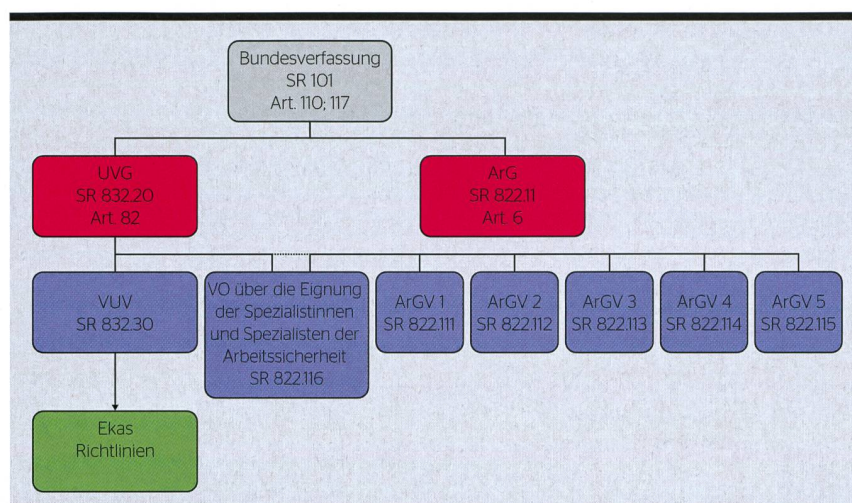 Bundesverfassung
SR 101
Art. 110; 117
UVG
SR 832.20
Art. 82
ArG
SR 822.11
Art. 6
VUV
SR 832.30
VO über die Eignung
der Spezialistinnen
und Spezialisten der
Arbeitssicherheit
SR 822.116
ArGV 1
SR 822.111
ArGV 2
SR 822.112
ArGV 3
SR 822.113
ArGV 4
SR 822.114
ArGV 5
SR 822.115
Ekas
Richtlinien